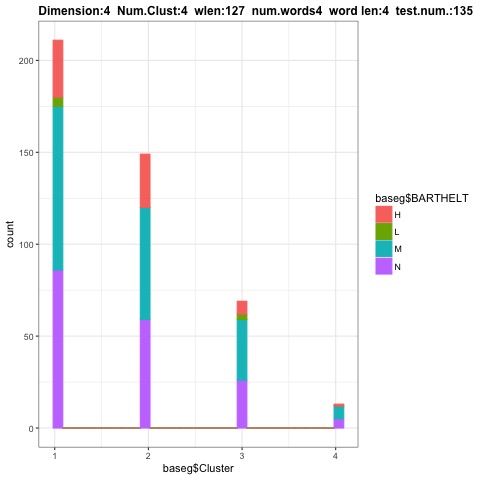 Dimension:4 Num.Clust:4 wlen:127 num.words4 word len:4 test.num.:135
200
150
100
50
0
count
1 2 3 4
baseg$Cluster
baseg$BARTHELT
H
L
M
N